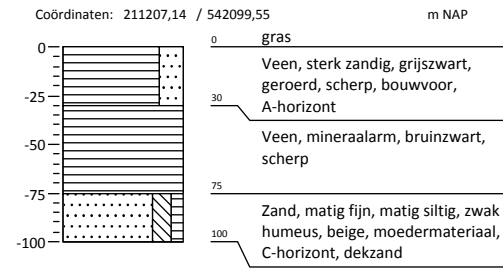 Coördinaten: 211207,14 / 542099,55 m NAP
0 0 gras
Veen, sterk zandig, grijszwart,
-25 geroerd, scherp, bouwvoor,
30 A-horizont
Veen, mineraalarm, bruinzwart,
-50 scherp
-75 75
Zand, matig fijn, matig siltig, zwak
-100 100 humeus, beige, moedermateriaal,
C-horizont, dekzand